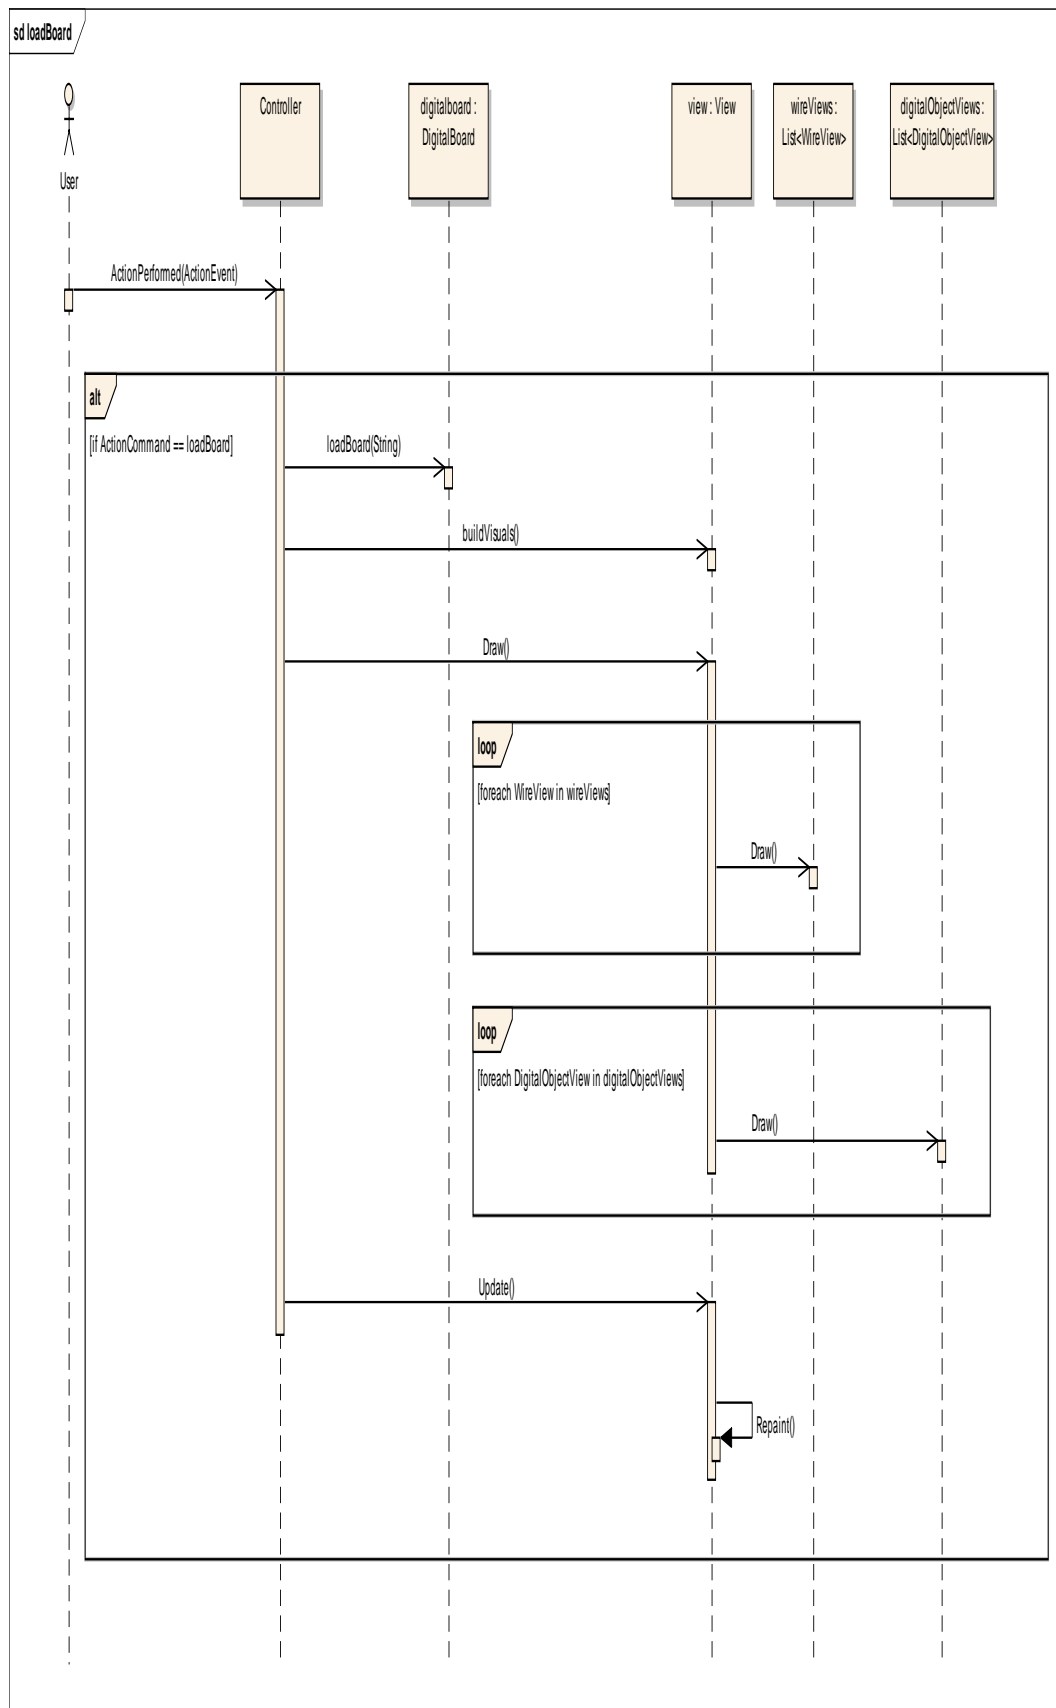 sd loadBoard
User
Controller
digitalboard :
DigitalBoard
view : View
wireViews :
List<WireView>
digitalObjectViews :
List<DigitalObjectView>
ActionPerformed(ActionEvent)
alt
[if ActionCommand == loadBoard]
loadBoard(String)
buildVisuals()
Draw()
loop
[foreach WireView in wireViews]
Draw()
loop
[foreach DigitalObjectView in digitalObjectViews]
Draw()
Update()
Repaint()